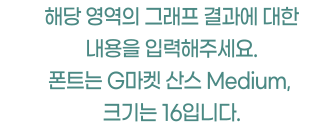 해당 영역의 그래프 결과에 대한
내용을 입력해주세요.
폰트는 G마켓 산스 Medium,
크기는 16입니다.